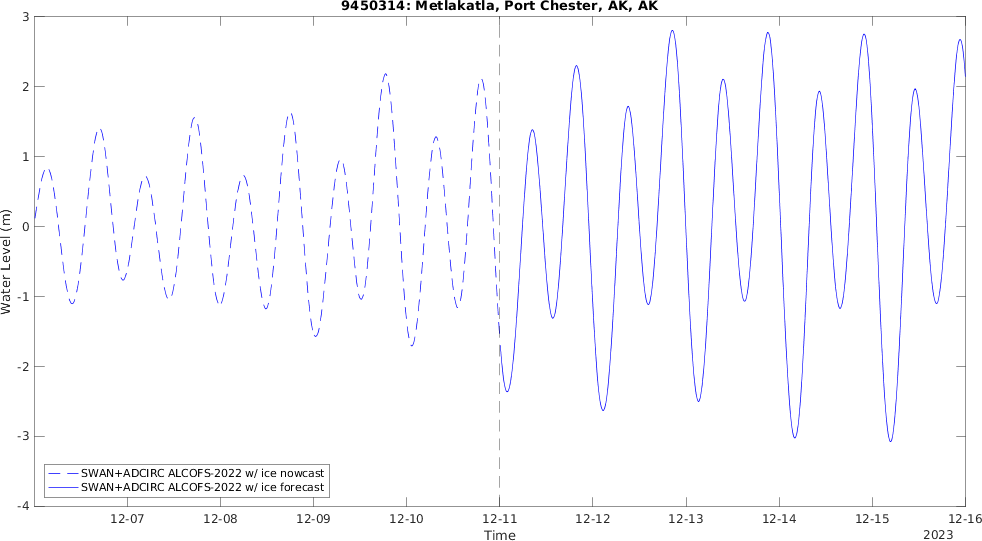 9450314: Metlakatla, Port Chester, AK, AK
3
2
1
0
-1
-2
-3
-4
Water Level (m)
SWAN+ADCIRC ALCOFS-2022 w/ ice nowcast
SWAN+ADCIRC ALCOFS-2022 w/ ice forecast
12-07 12-08 12-09 12-10 12-11 12-12 12-13 12-14 12-15 12-16
Time
2023